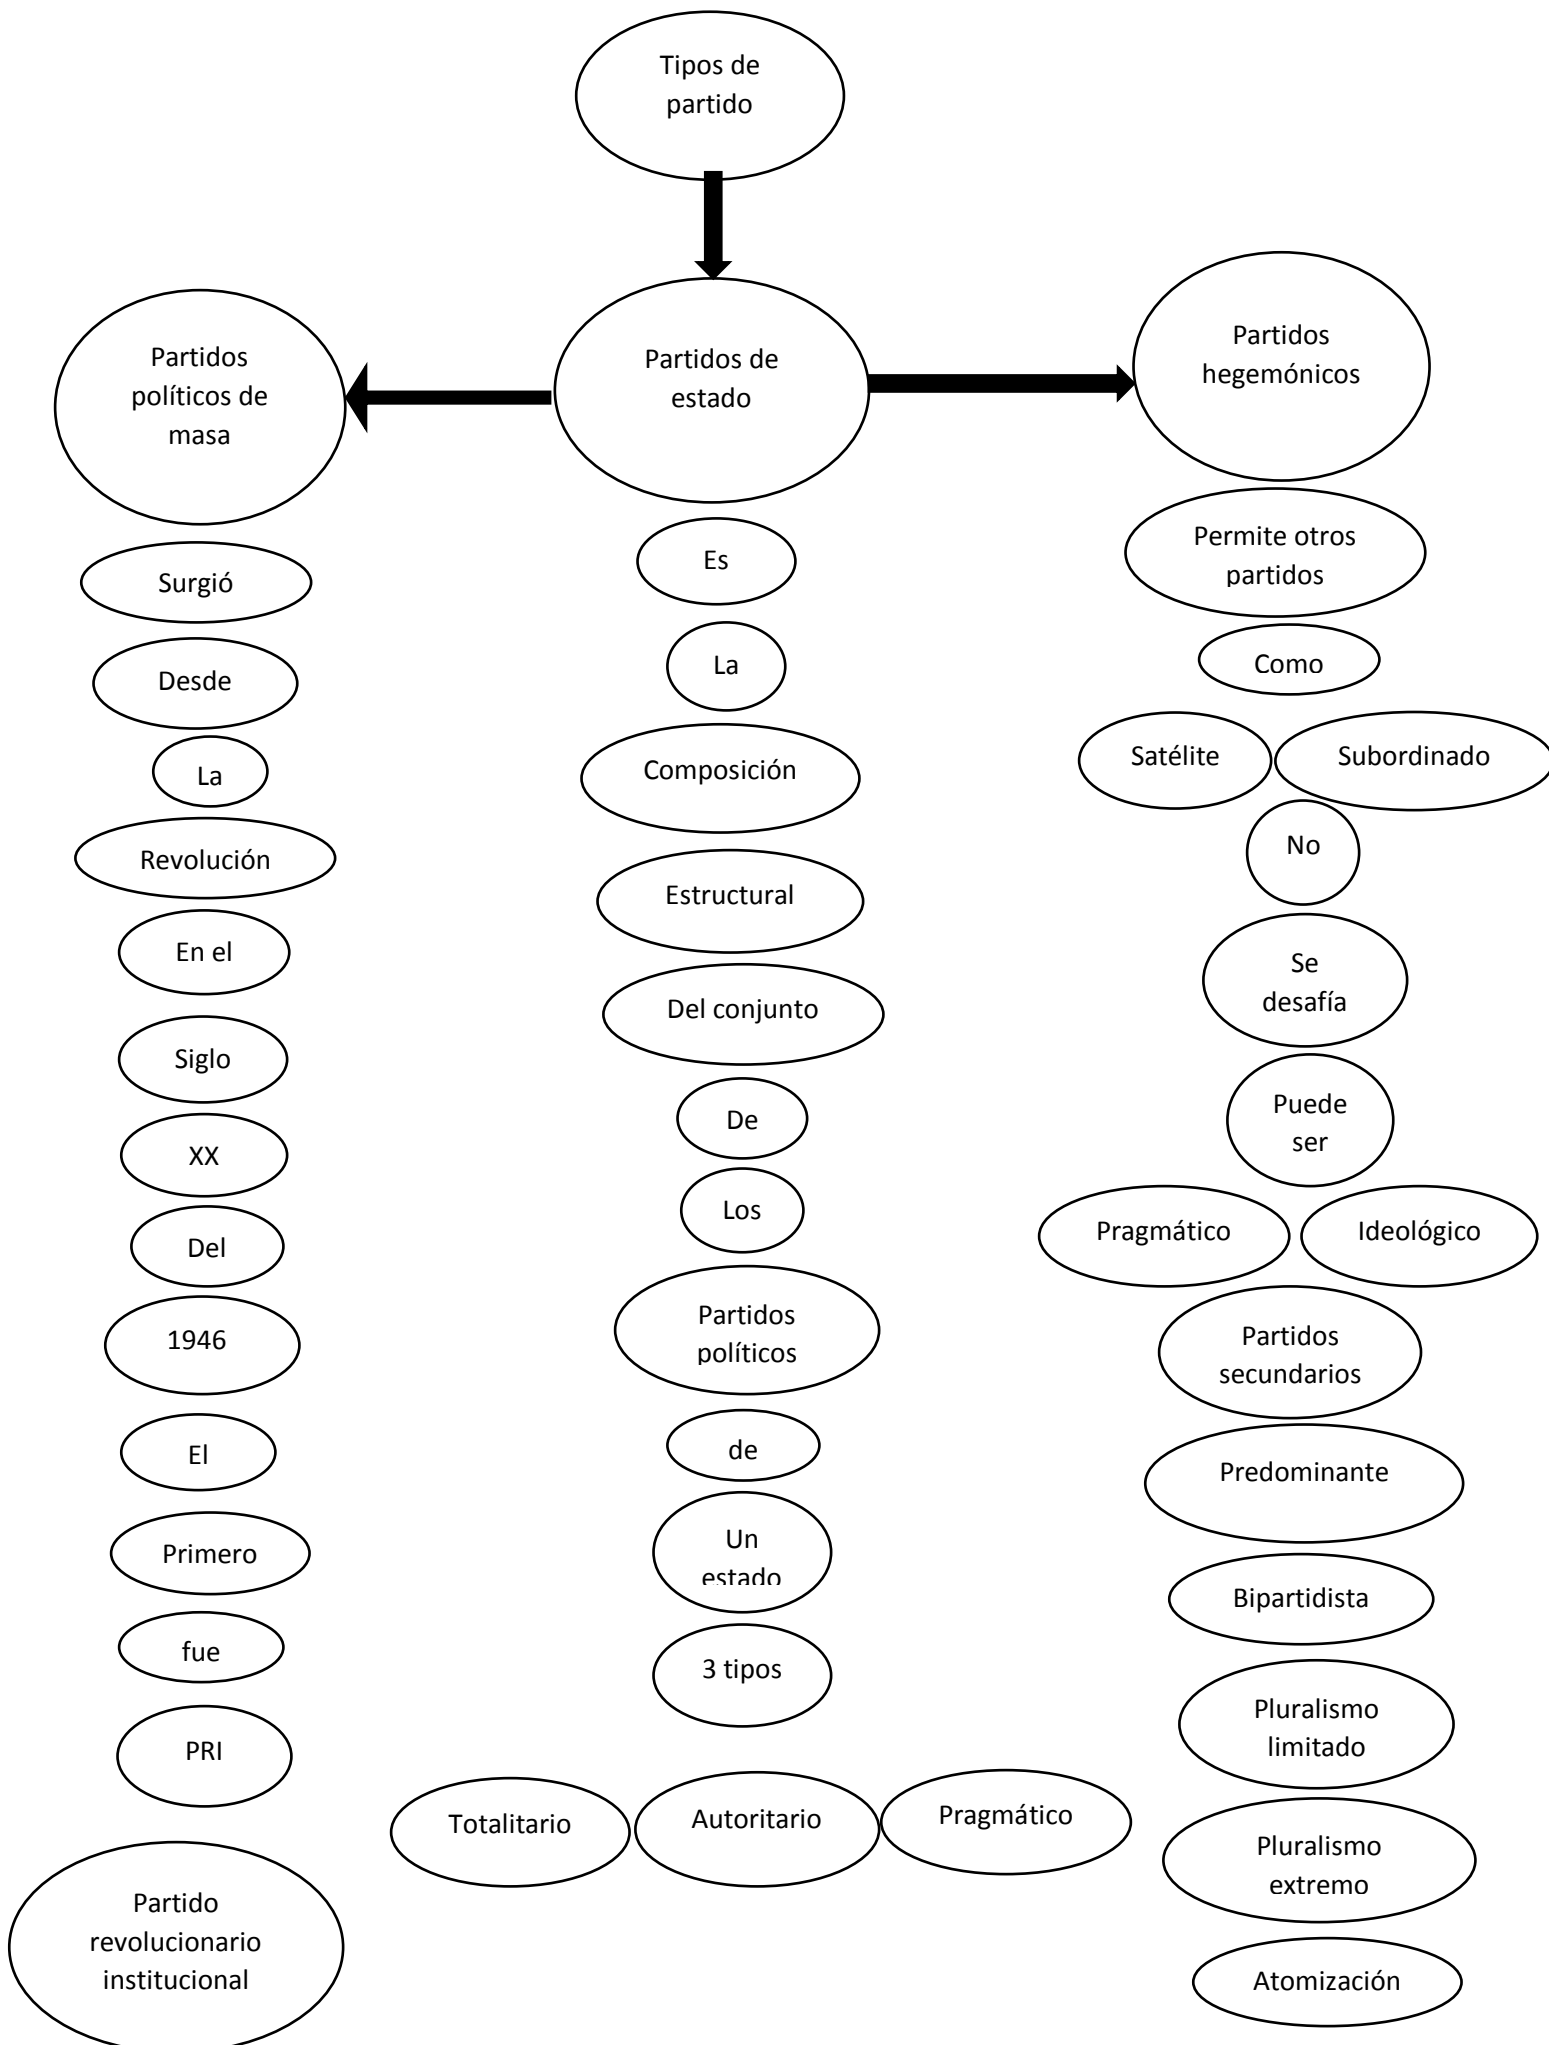 Tipos de
partido
Partidos
políticos de
masa
Surgió
Desde
La
Revolución
En el
Siglo
XX
Del
1946
El
Primero
fue
PRI
Partido
revolucionario
institucional
Partidos de
estado
Es
La
Composición
Estructural
Del conjunto
De
Los
Partidos
políticos
de
Un
estado
3 tipos
Totalitario
Autoritario
Pragmático
Partidos
hegemónicos
Permite otros
partidos
Como
Satélite
Subordinado
No
Se
desafía
Puede
ser
Pragmático
Ideológico
Partidos
secundarios
Predominante
Bipartidista
Pluralismo
limitado
Pluralismo
extremo
Atomización